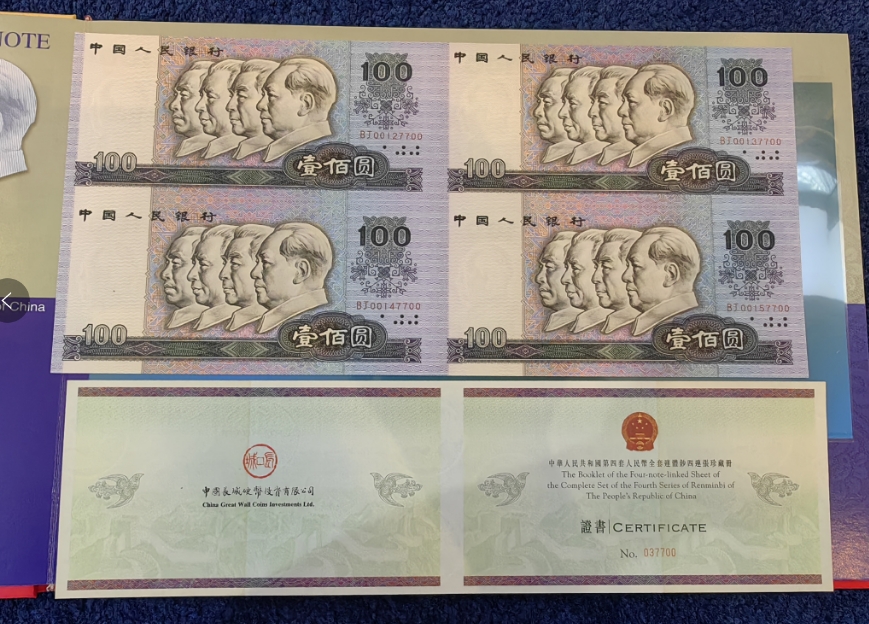 NOTE
of China
中国人民银行
100
BJ00127700
100
壹佰圆
中国人民银行
100
BJ00137700
100
壹佰圆
中国人民银行
100
BJ00147700
100
壹佰圆
中国人民银行
100
BJ00157700
100
壹佰圆
中國長城硬幣投資有限公司
China Great Wall Coins Investments Ltd.
中華人民共和國第四套人民幣全套連體鈔四連張珍藏冊
The Booklet of the Four-note-linked Sheet of
the Complete Set of the Fourth Series of Renminbi of
The People's Republic of China
證書|CERTIFICATE
No. 037700